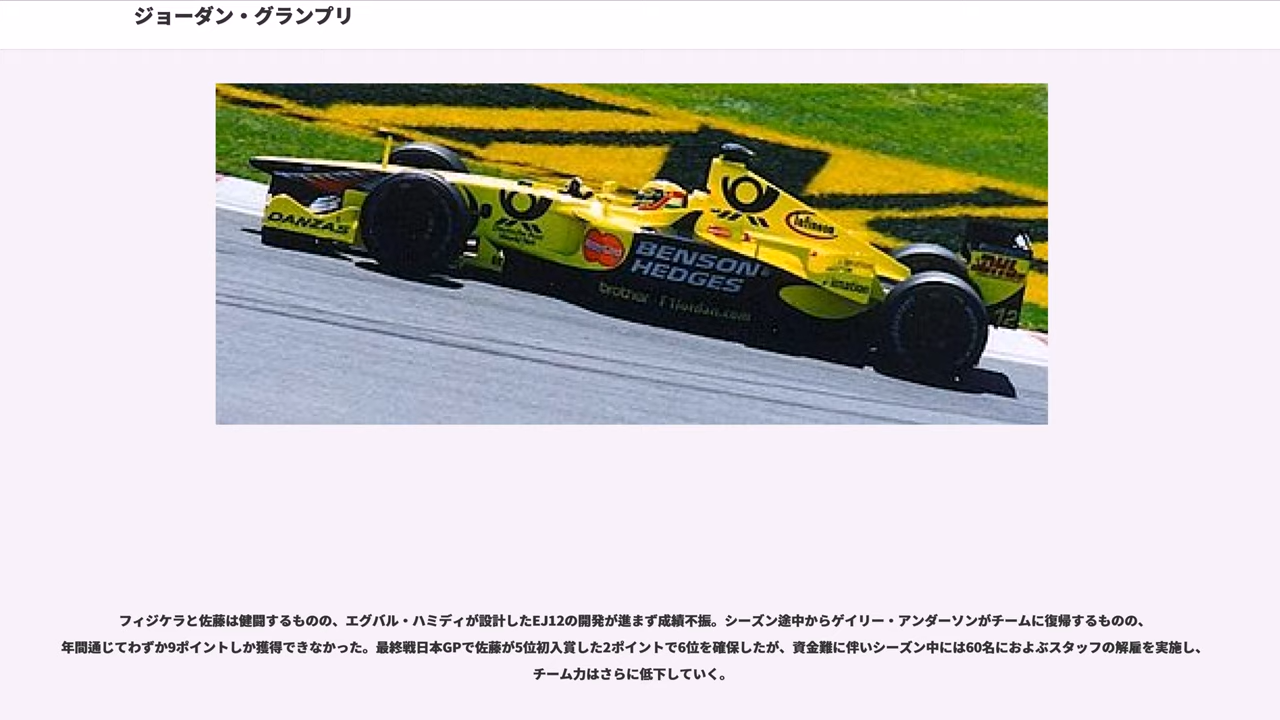 ジョーダン・グランプリ
DANZAS
Infineon
BENSON
HEDGES
brother f1jordan.com
imation
DHL
12
フィジケラと佐藤は健闘するものの、エグバル・ハミディが設計したEJ12の開発が進まず成績不振。シーズン途中からゲイリー・アンダーソンがチームに復帰するものの、
年間通じてわずか9ポイントしか獲得できなかった。最終戦日本GPで佐藤が5位初入賞した2ポイントで6位を確保したが、資金難に伴いシーズン中には60名におよぶスタッフの解雇を実施し、
チーム力はさらに低下していく。